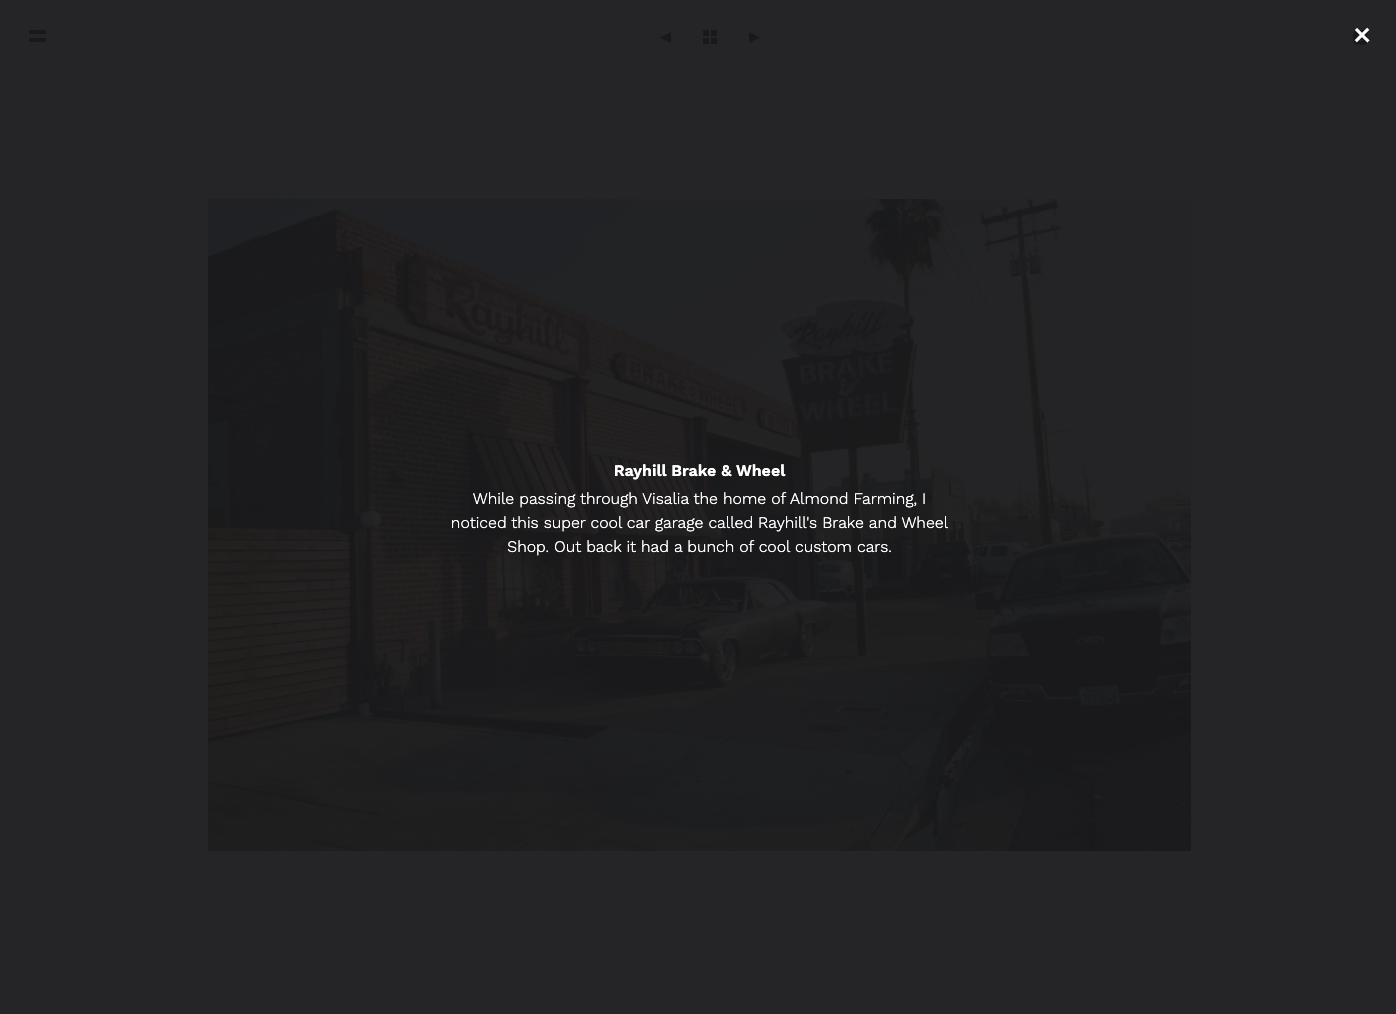 Rayhill
BRAKE & WHEEL
Rayhill
BRAKE
&
WHEEL
Rayhill Brake & Wheel
While passing through Visalia the home of Almond Farming, I
noticed this super cool car garage called Rayhill's Brake and Wheel
Shop. Out back it had a bunch of cool custom cars.